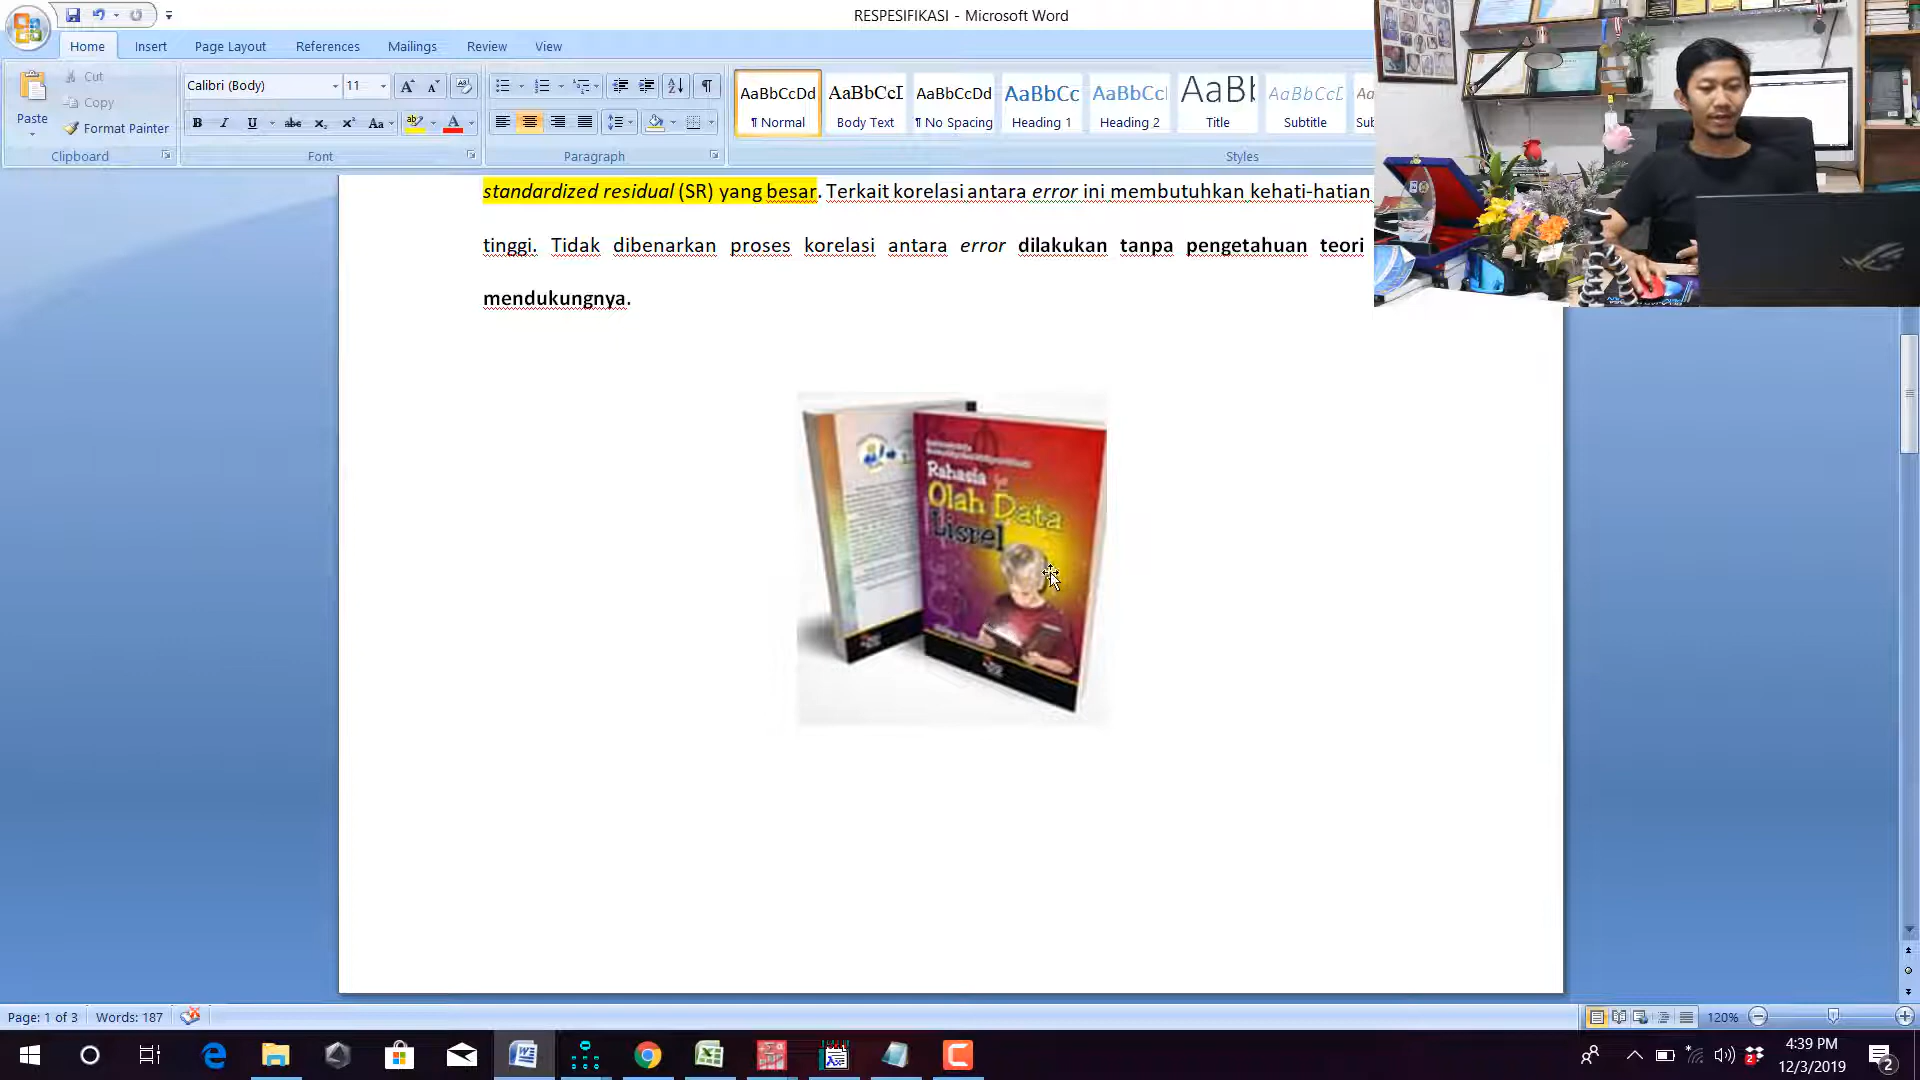 RESPESIFIKASI - Microsoft Word
Home Insert Page Layout References Mailings Review View
Paste
Cut
Copy
Format Painter
Clipboard
Calibri (Body) 11
Font
Paragraph
AaBbCcDd AaBbCcI AaBbCcDd AaBbCc AaBbCcI AaBl AaBbCcL
¶ Normal Body Text ¶ No Spacing Heading 1 Heading 2 Title Subtitle
Styles
standardized residual (SR) yang besar. Terkait korelasi antara error ini membutuhkan kehati-hatian
tinggi. Tidak dibenarkan proses korelasi antara error dilakukan tanpa pengetahuan teori
mendukungnya.
Rahasia
Olah Data
Lisrel
Page: 1 of 3 Words: 187 120%
4:39 PM
12/3/2019
2